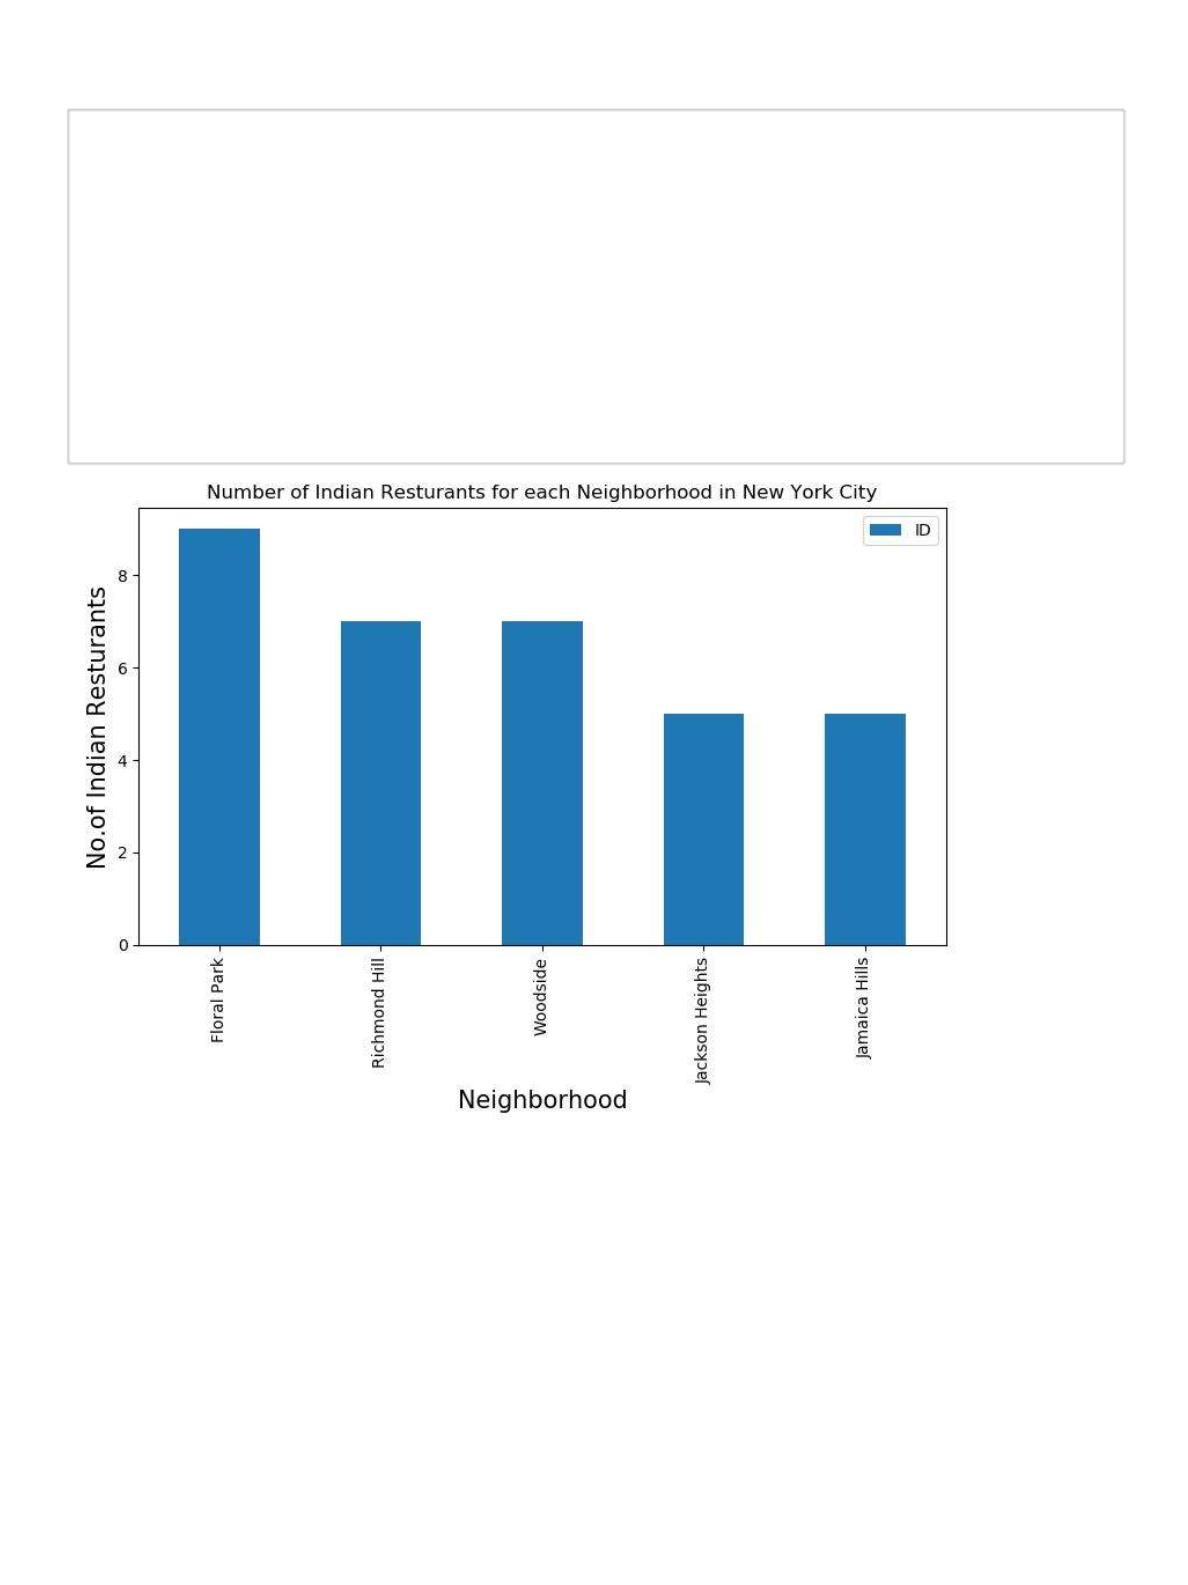 Number of Indian Resturants for each Neighborhood in New York City
ID
No.of Indian Resturants
8
6
4
2
0
Floral Park
Richmond Hill
Woodside
Jackson Heights
Jamaica Hills
Neighborhood